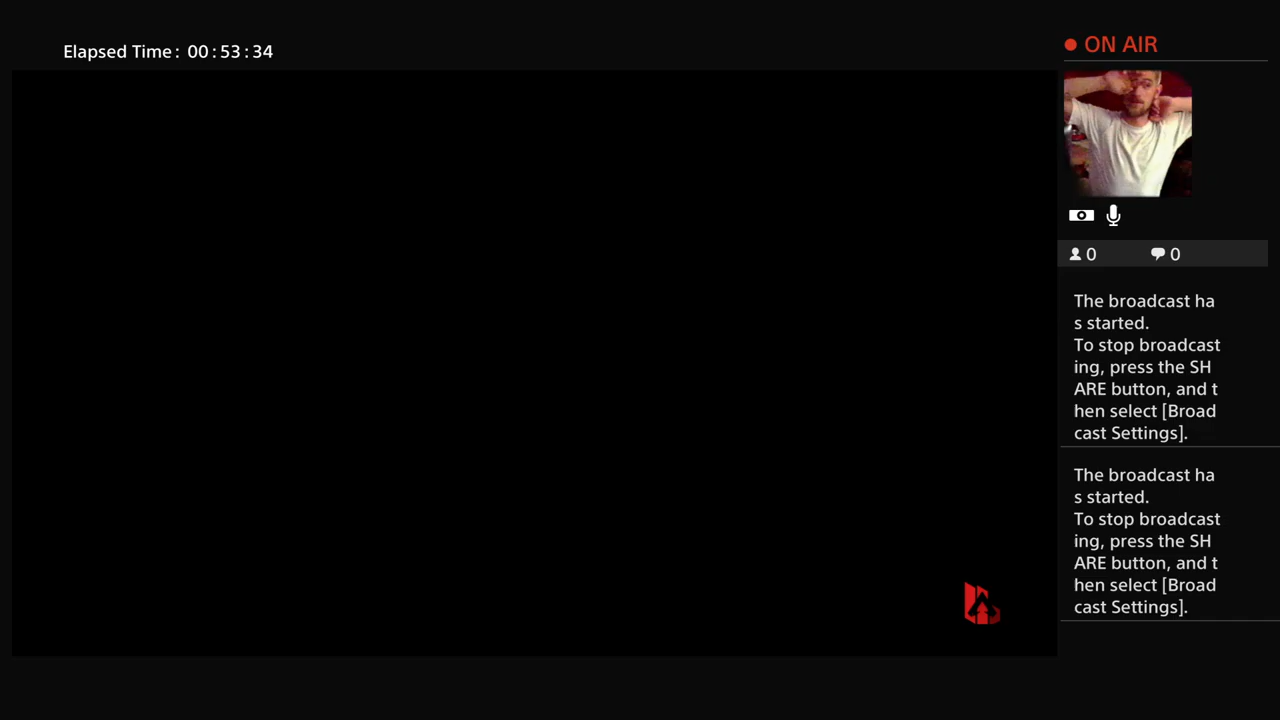 Elapsed Time: 00:53:34
ON AIR
0 0
The broadcast ha
s started.
To stop broadcast
ing, press the SH
ARE button, and t
hen select [Broad
cast Settings].
The broadcast ha
s started.
To stop broadcast
ing, press the SH
ARE button, and t
hen select [Broad
cast Settings].